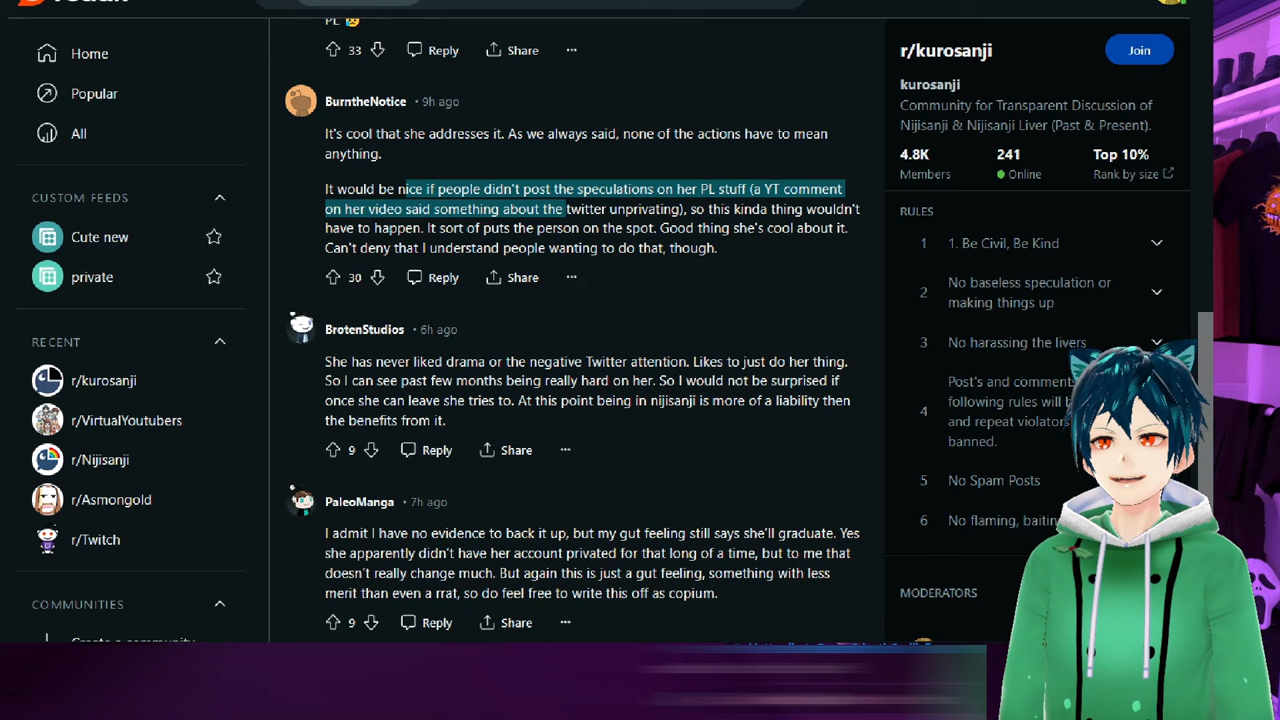 Home
Popular
All
CUSTOM FEEDS
Cute new
private
RECENT
r/kurosanji
r/VirtualYoutubers
r/Nijisanji
r/Asmongold
r/Twitch
COMMUNITIES
PL
33
Reply
Share
BurntheNotice • 9h ago
It's cool that she addresses it. As we always said, none of the actions have to mean
anything.
It would be nice if people didn't post the speculations on her PL stuff (a YT comment
on her video said something about the twitter unprivating), so this kinda thing wouldn't
have to happen. It sort of puts the person on the spot. Good thing she's cool about it.
Can't deny that I understand people wanting to do that, though.
30
Reply
Share
BrotenStudios • 6h ago
She has never liked drama or the negative Twitter attention. Likes to just do her thing.
So I can see past few months being really hard on her. So I would not be surprised if
once she can leave she tries to. At this point being in nijisanji is more of a liability then
the benefits from it.
9
Reply
Share
PaleoManga • 7h ago
I admit I have no evidence to back it up, but my gut feeling still says she'll graduate. Yes
she apparently didn't have her account privated for that long of a time, but to me that
doesn't really change much. But again this is just a gut feeling, something with less
merit than even a rrat, so do feel free to write this off as copium.
9
Reply
Share
r/kurosanji
Join
kurosanji
Community for Transparent Discussion of
Nijisanji & Nijisanji Liver (Past & Present).
4.8K
Members
241
Online
Top 10%
Rank by size
RULES
1 1. Be Civil, Be Kind
2 No baseless speculation or
making things up
3 No harassing the livers
4 Post's and comments
following rules will b
and repeat violators
banned.
5 No Spam Posts
6 No flaming, baitin
MODERATORS